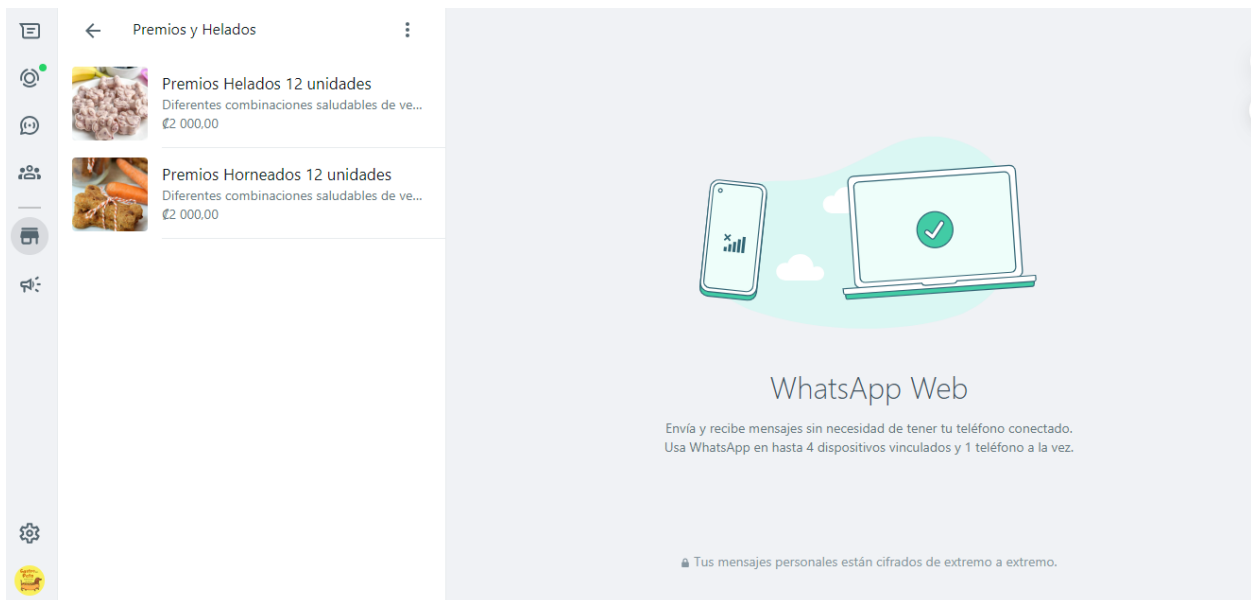 Premios y Helados
Premios Helados 12 unidades
Diferentes combinaciones saludables de ve...
₡2 000,00
Premios Horneados 12 unidades
Diferentes combinaciones saludables de ve...
₡2 000,00
WhatsApp Web
Envía y recibe mensajes sin necesidad de tener tu teléfono conectado.
Usa WhatsApp en hasta 4 dispositivos vinculados y 1 teléfono a la vez.
Tus mensajes personales están cifrados de extremo a extremo.